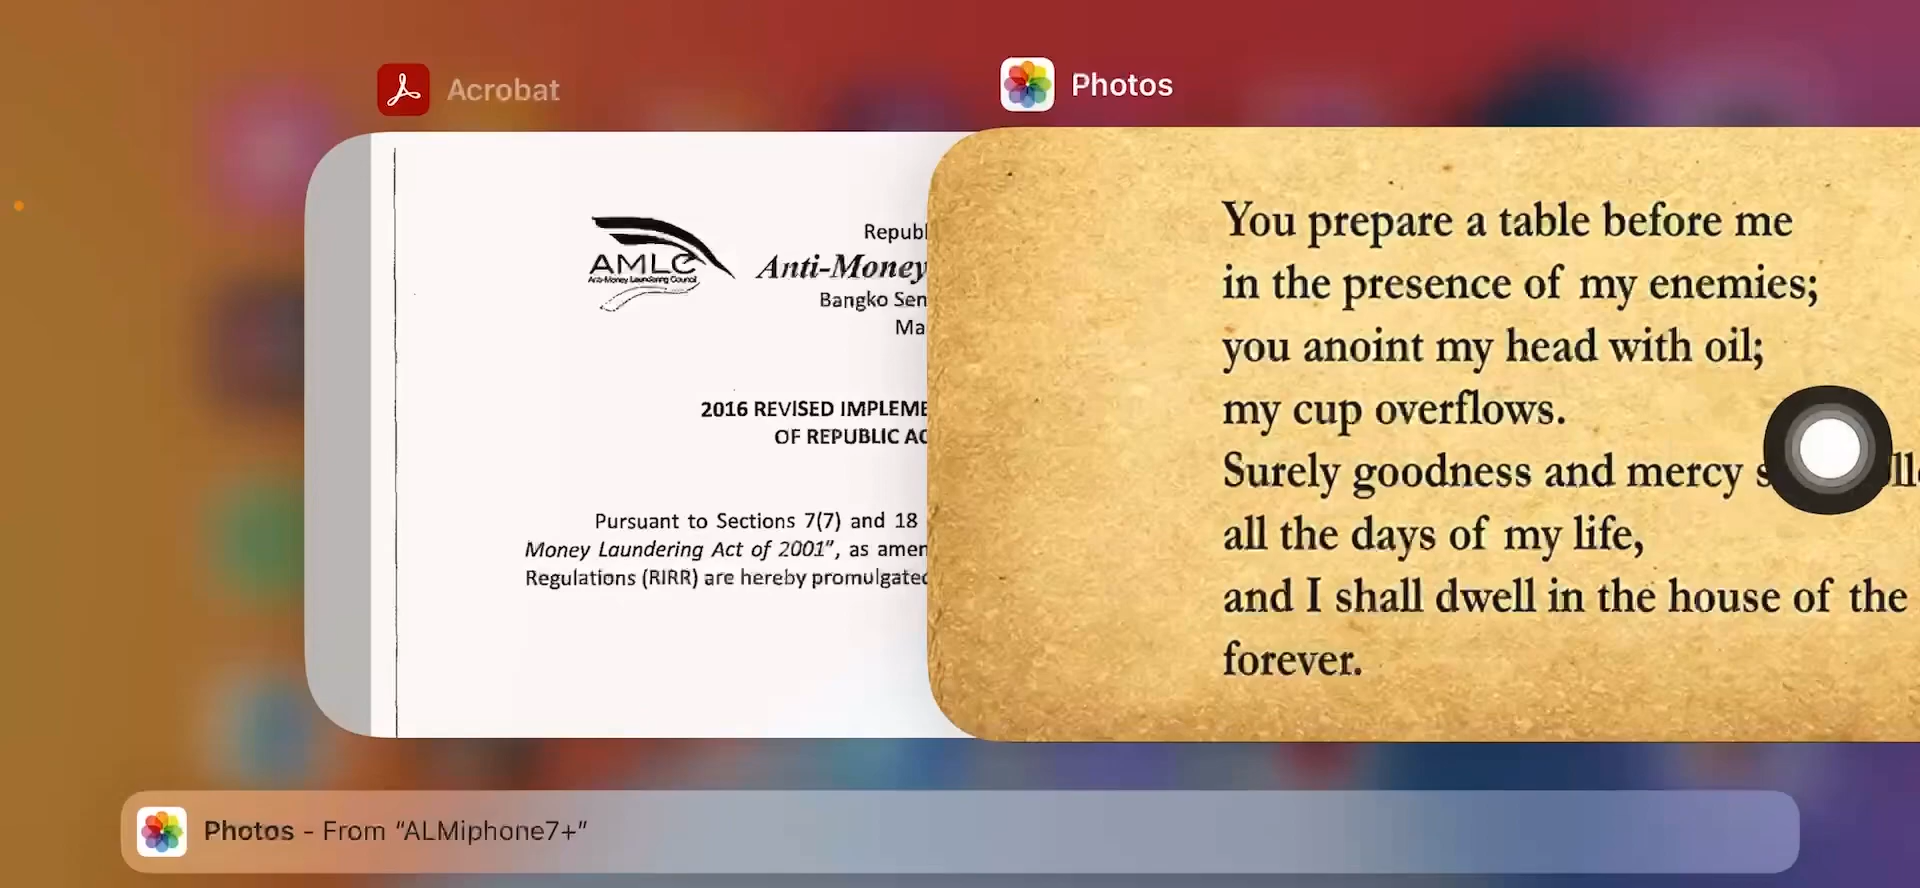 Acrobat
Photos
AMLC
Anti-Money Laundering Council
Republ
Anti-Money
Bangko Sen
Ma
2016 REVISED IMPLEME
OF REPUBLIC AC
Pursuant to Sections 7(7) and 18
Money Laundering Act of 2001”, as amen
Regulations (RIRR) are hereby promulgated
You prepare a table before me
in the presence of my enemies;
you anoint my head with oil;
my cup overflows.
Surely goodness and mercy
all the days of my life,
and I shall dwell in the house of the
forever.
Photos - From “ALMiphone7+”